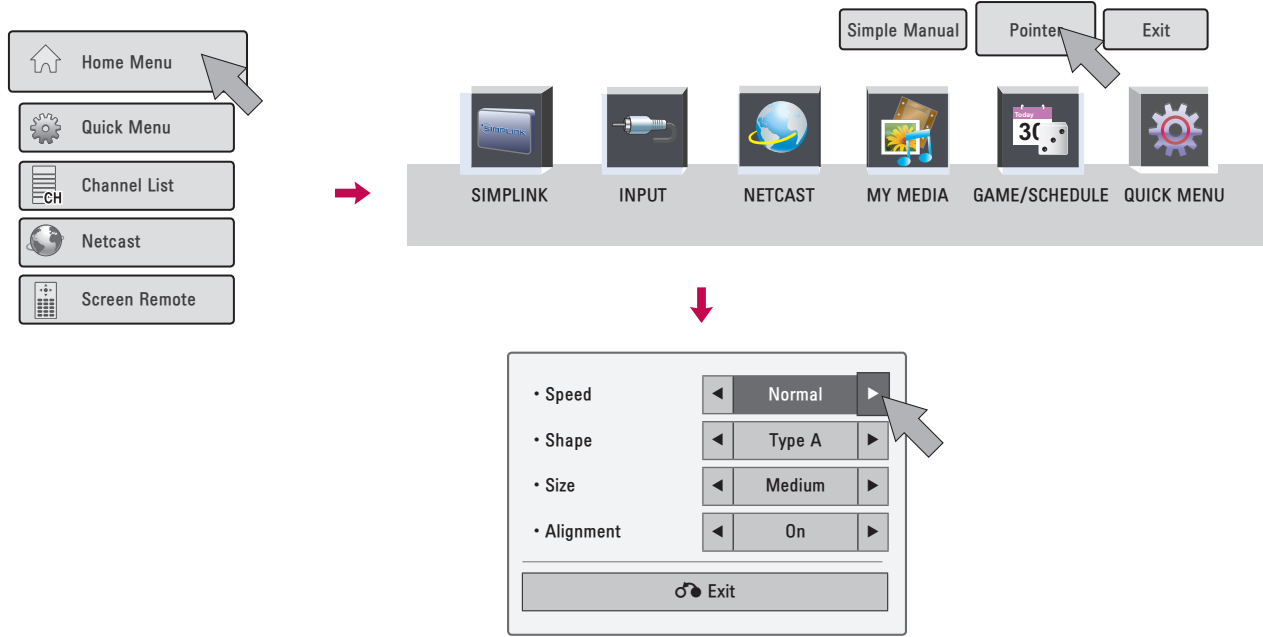 Home Menu
Quick Menu
CH
Channel List
Netcast
Screen Remote
Simple Manual
Pointer
Exit
SIMPLINK
Today
30
SIMPLINK
INPUT
NETCAST
MY MEDIA
GAME/SCHEDULE
QUICK MENU
• Speed ◀ Normal ▶
• Shape ◀ Type A ▶
• Size ◀ Medium ▶
• Alignment ◀ On ▶
Exit